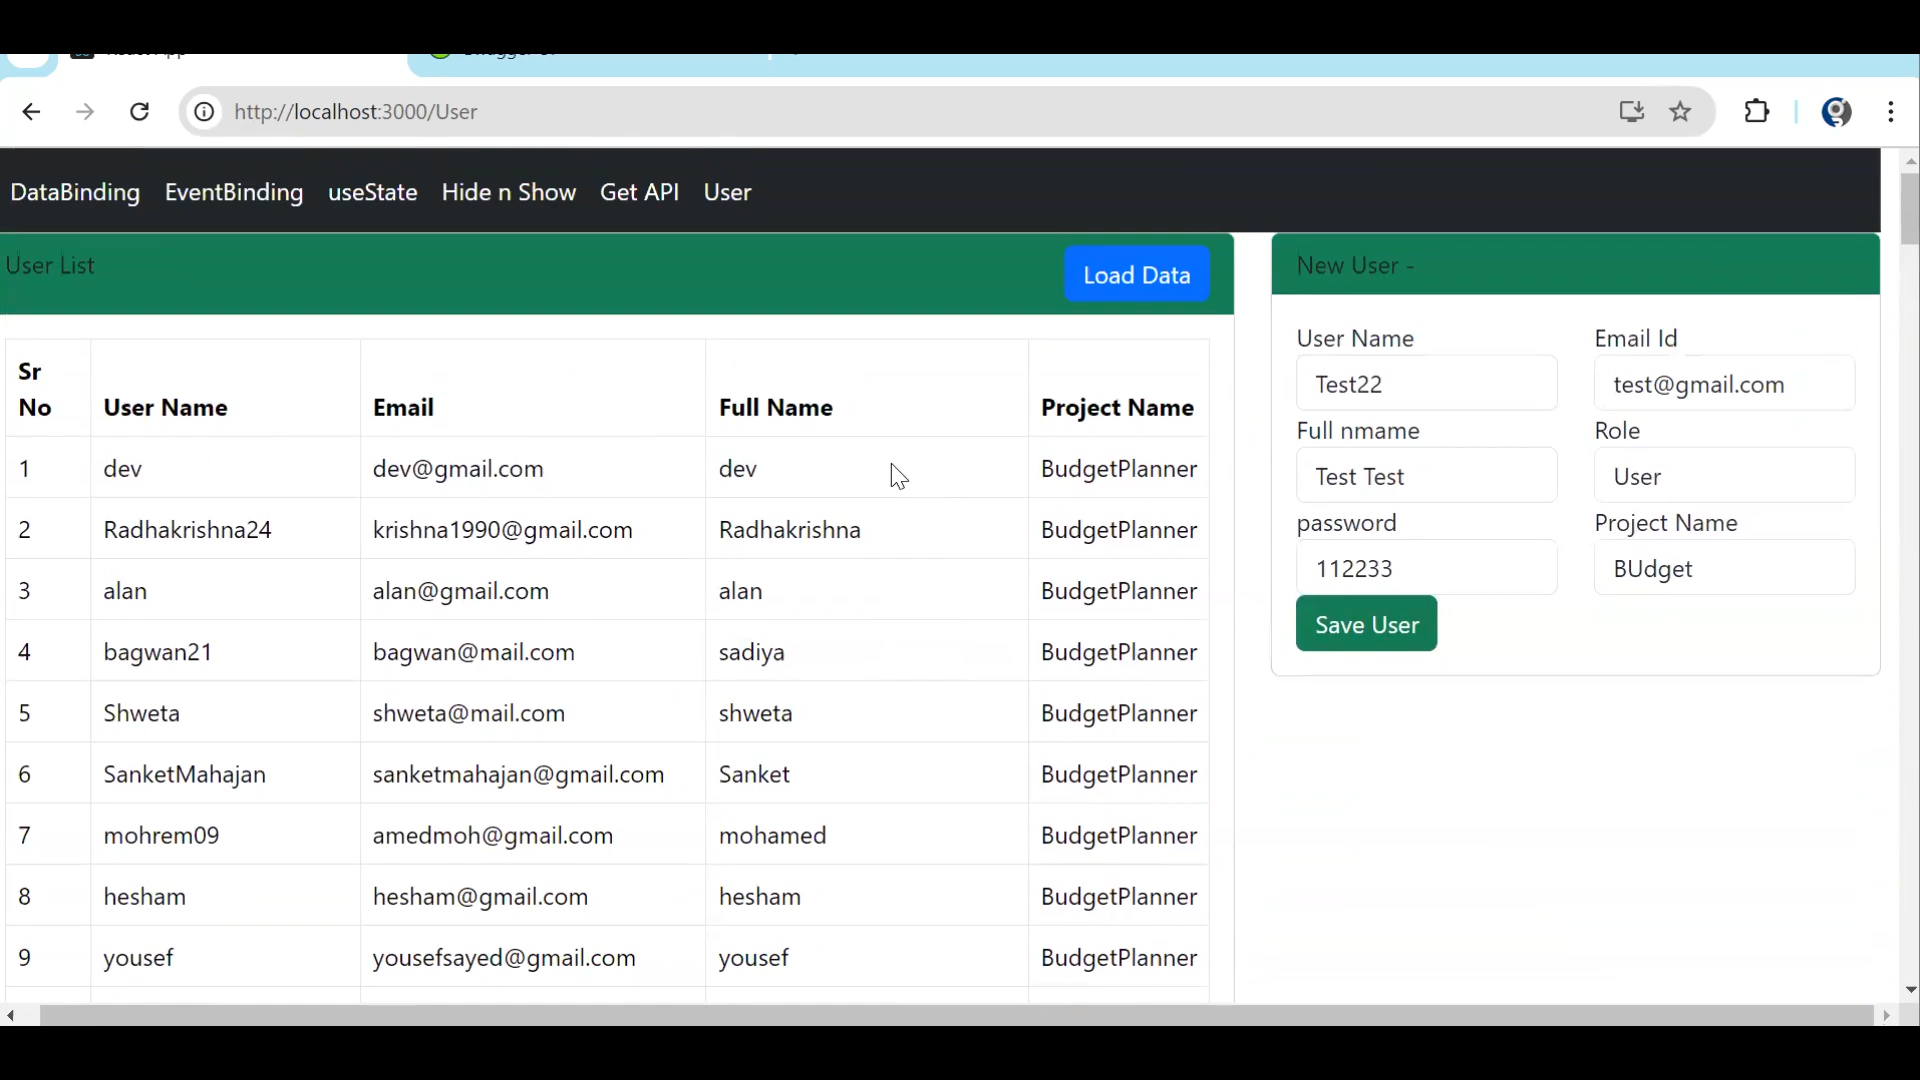 http://localhost:3000/User
DataBinding EventBinding useState Hide n Show Get API User
User List
Load Data
Sr No User Name Email Full Name Project Name
1 dev dev@gmail.com dev BudgetPlanner
2 Radhakrishna24 krishna1990@gmail.com Radhakrishna BudgetPlanner
3 alan alan@gmail.com alan BudgetPlanner
4 bagwan21 bagwan@mail.com sadiya BudgetPlanner
5 Shweta shweta@mail.com shweta BudgetPlanner
6 SanketMahajan sanketmahajan@gmail.com Sanket BudgetPlanner
7 mohrem09 amedmoh@gmail.com mohamed BudgetPlanner
8 hesham hesham@gmail.com hesham BudgetPlanner
9 yousef yousefsayed@gmail.com yousef BudgetPlanner
New User -
User Name Email Id
Test22 test@gmail.com
Full nmame Role
Test Test User
password Project Name
112233 BUdget
Save User